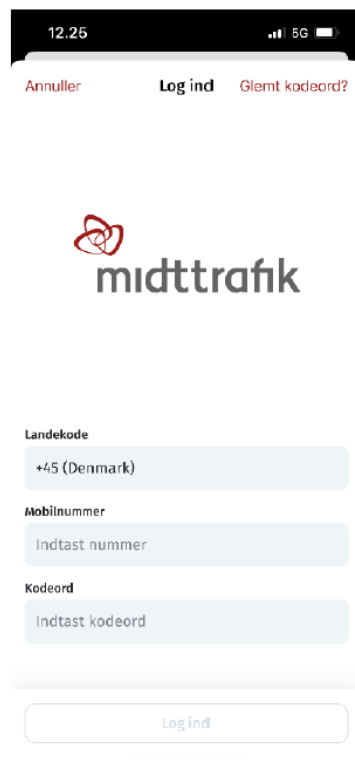 12.25 5G
Annuller Log ind Glemt kodeord?
midttrafik
Landekode
+45 (Denmark)
Mobilnummer
Indtast nummer
Kodeord
Indtast kodeord
Log ind